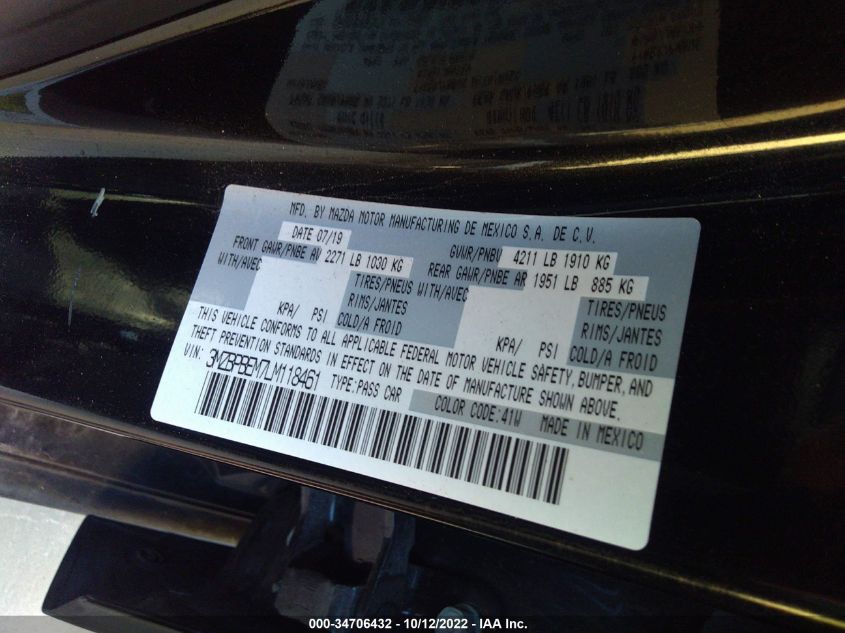 MFD. BY MAZDA MOTOR MANUFACTURING DE MEXICO S.A. DE C.V.
DATE 07/19 GVWR/PNBV 4211 LB 1910 KG
FRONT GAWR/PNBE AV 2271 LB 1030 KG REAR GAWR/PNBE AR 1951 LB 885 KG
WITH/AVEC TIRES/PNEUS WITH/AVEC TIRES/PNEUS
RIMS/JANTES RIMS/JANTES
KPA/ PSI COLD/A FROID KPA/ PSI COLD/A FROID
THIS VEHICLE CONFORMS TO ALL APPLICABLE FEDERAL MOTOR VEHICLE SAFETY, BUMPER, AND
THEFT PREVENTION STANDARDS IN EFFECT ON THE DATE OF MANUFACTURE SHOWN ABOVE.
VIN: 3MZBPBEM7LM118461 TYPE:PASS CAR
COLOR CODE:41W MADE IN MEXICO
000-34706432 - 10/12/2022 - IAA Inc.